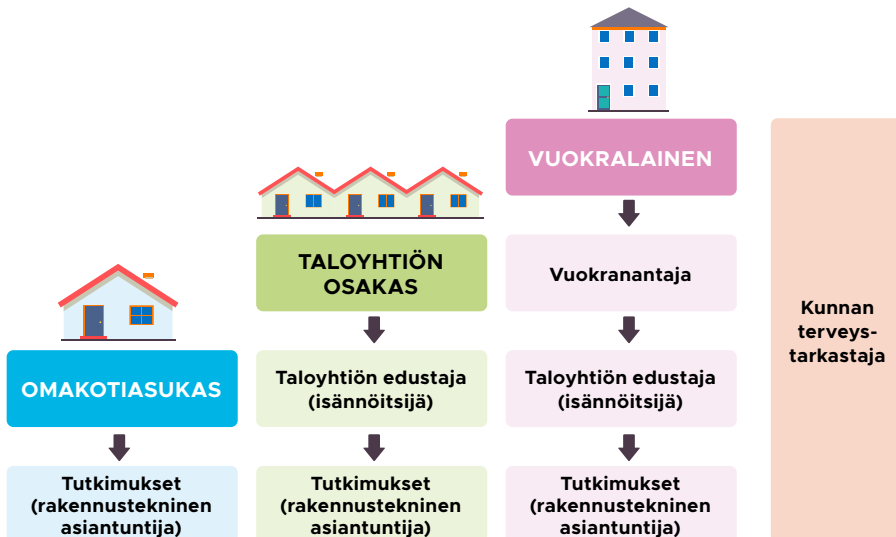 VUOKRALAINEN
TALOYHTIÖN
OSAKAS
Vuokranantaja
OMAKOTIASUKAS
Taloyhtiön edustaja
(isännöitsijä)
Taloyhtiön edustaja
(isännöitsijä)
Kunnan
terveys-
tarkastaja
Tutkimukset
(rakennustekninen
asiantuntija)
Tutkimukset
(rakennustekninen
asiantuntija)
Tutkimukset
(rakennustekninen
asiantuntija)